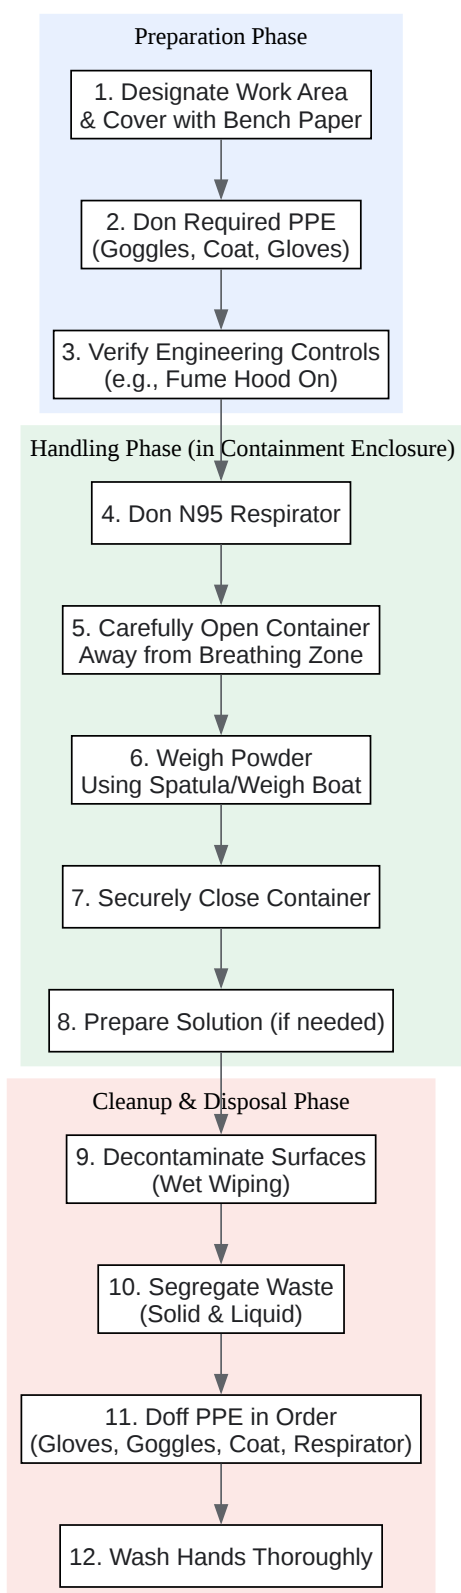 Preparation Phase
1. Designate Work Area
& Cover with Bench Paper
2. Don Required PPE
(Goggles, Coat, Gloves)
3. Verify Engineering Controls
(e.g., Fume Hood On)
Handling Phase (in Containment Enclosure)
4. Don N95 Respirator
5. Carefully Open Container
Away from Breathing Zone
6. Weigh Powder
Using Spatula/Weigh Boat
7. Securely Close Container
8. Prepare Solution (if needed)
Cleanup & Disposal Phase
9. Decontaminate Surfaces
(Wet Wiping)
10. Segregate Waste
(Solid & Liquid)
11. Doff PPE in Order
(Gloves, Goggles, Coat, Respirator)
12. Wash Hands Thoroughly